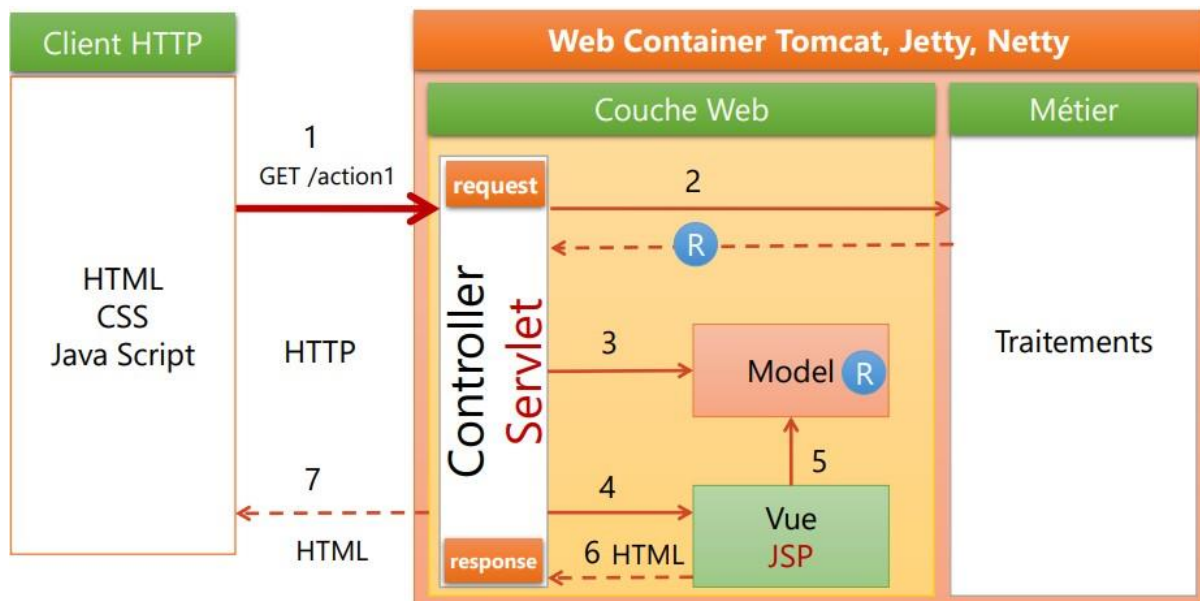 Client HTTP
Web Container Tomcat, Jetty, Netty
Couche Web
Métier
1
GET /action1
request
2
R
HTML
CSS
Java Script
HTTP
Controller
Servlet
3
Model R
Traitements
5
7
4
Vue
JSP
HTML
response
6 HTML